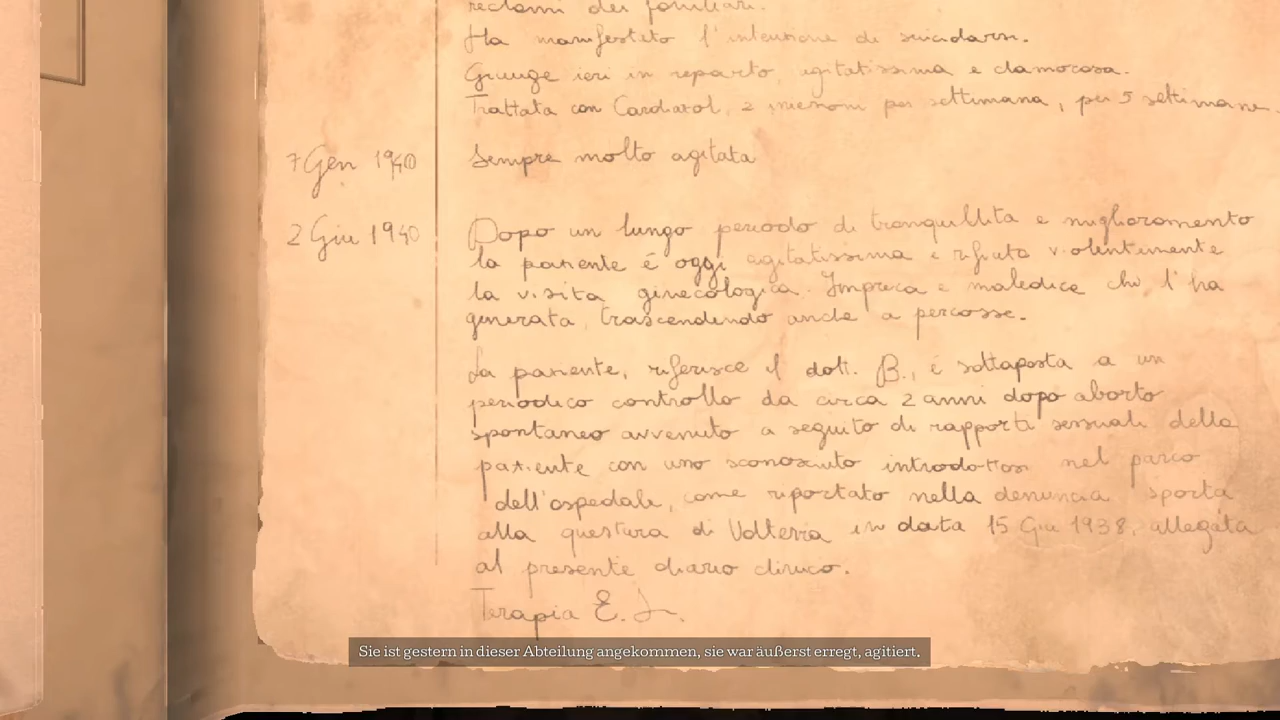 reclami dei familiari.
Ha manifestato l'intenzione di suicidarsi.
Giunge ieri in reparto, agitatissima e clamorosa.
Trattata con Cardiazol, 2 iniezioni per settimana, per 5 settimane.
7 Gen 1940 Sempre molto agitata
2 Giu 1940 Dopo un lungo periodo di tranquillita e miglioramento
la paziente é oggi agitatissima e rifiuta violentemente
la visita ginecologica. Impreca e maledice chi l'ha
generata, trascendendo anche a percosse.
La paziente, riferisce il dott. B., è sottoposta a un
periodico controllo da circa 2 anni dopo aborto
spontaneo avvenuto a seguito di rapporti sessuali della
paziente con uno sconosciuto introdottosi nel parco
dell'ospedale, come riportato nella denuncia sporta
alla questura di Volterra in data 15 Giu 1938, allegata
al presente diario clinico.
Terapia E.
Sie ist gestern in dieser Abteilung angekommen, sie war äußerst erregt, agitiert.